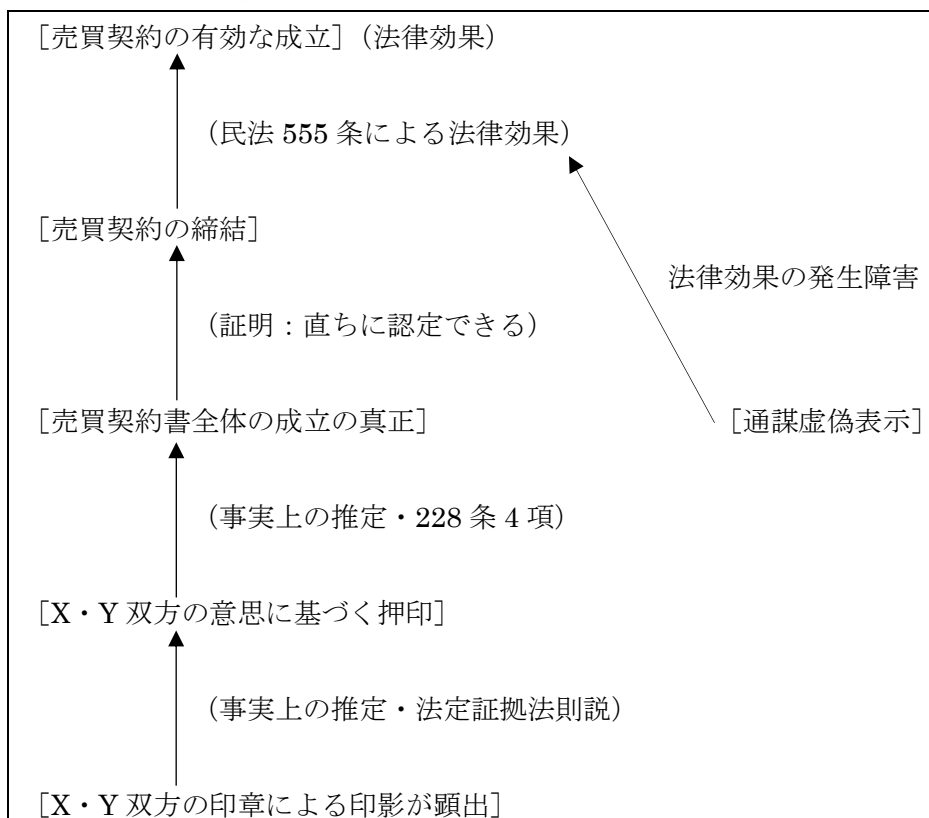 ［売買契約の有効な成立］（法律効果）
（民法 555 条による法律効果）
［売買契約の締結］
法律効果の発生障害
（証明：直ちに認定できる）
［売買契約書全体の成立の真正］
［通謀虚偽表示］
（事実上の推定・228 条 4 項）
［X・Y 双方の意思に基づく押印］
（事実上の推定・法定証拠法則説）
［X・Y 双方の印章による印影が顕出］